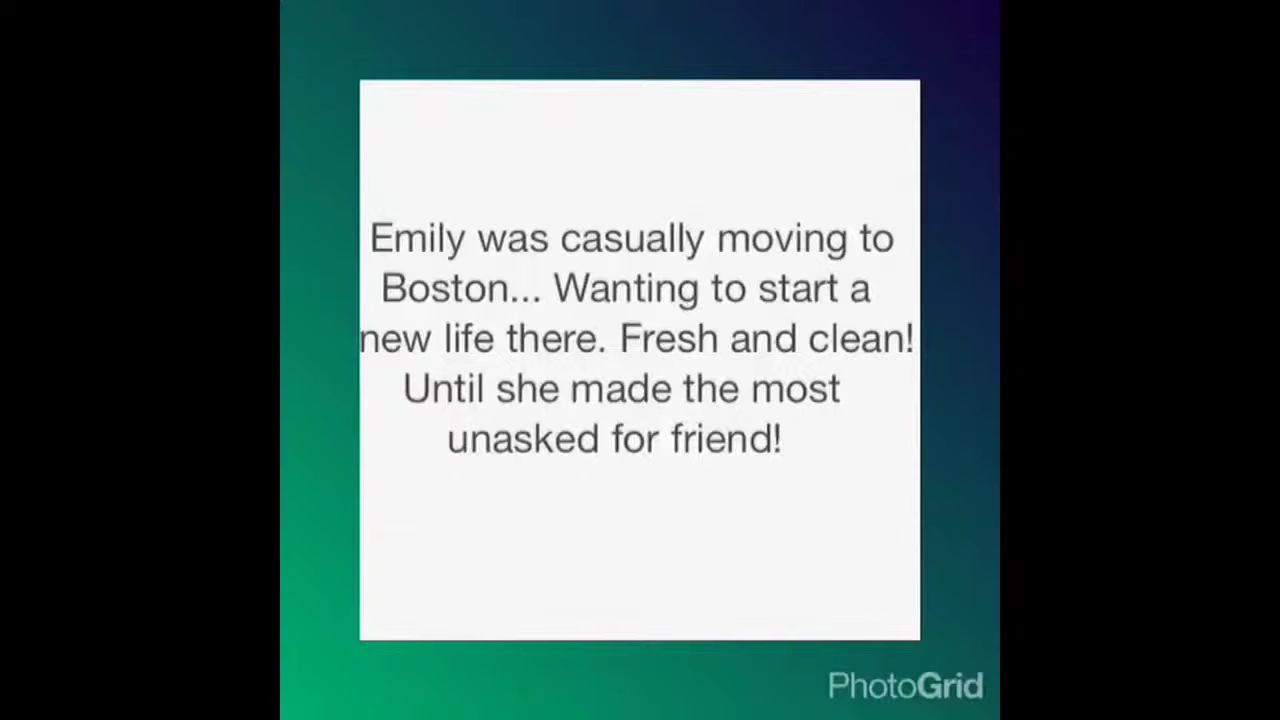 Emily was casually moving to
Boston... Wanting to start a
new life there. Fresh and clean!
Until she made the most
unasked for friend!
PhotoGrid